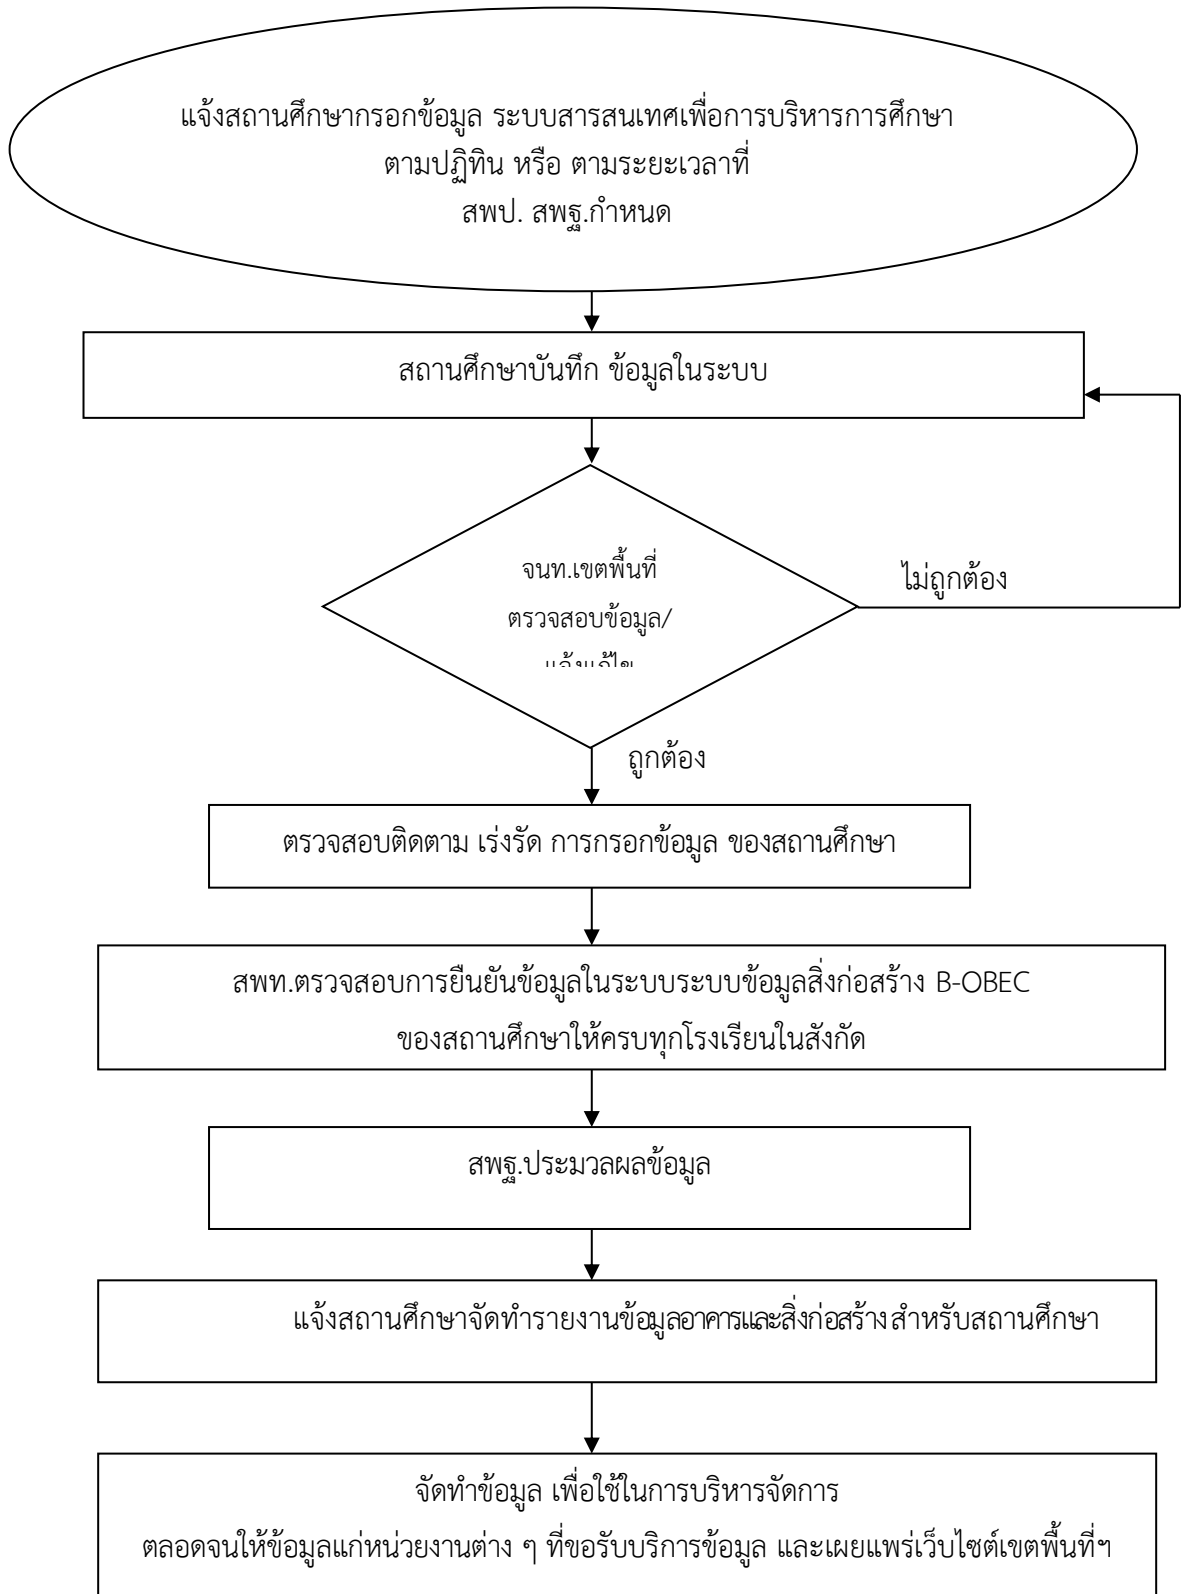 แจ้งสถานศึกษากรอกข้อมูล ระบบสารสนเทศเพื่อการบริหารการศึกษา
ตามปฏิทิน หรือ ตามระยะเวลาที่
สพป. สพฐ.กำหนด
สถานศึกษาบันทึก ข้อมูลในระบบ
จนท.เขตพื้นที่
ตรวจสอบข้อมูล/
ไม่ถูกต้อง
ถูกต้อง
ตรวจสอบติดตาม เร่งรัด การกรอกข้อมูล ของสถานศึกษา
สพท.ตรวจสอบการยืนยันข้อมูลในระบบระบบข้อมูลสิ่งก่อสร้าง B-OBEC
ของสถานศึกษาให้ครบทุกโรงเรียนในสังกัด
สพฐ.ประมวลผลข้อมูล
แจ้งสถานศึกษาจัดทำรายงานข้อมูลอาคารและสิ่งก่อสร้าง สำหรับสถานศึกษา
จัดทำข้อมูล เพื่อใช้ในการบริหารจัดการ
ตลอดจนให้ข้อมูลแก่หน่วยงานต่าง ๆ ที่ขอรับบริการข้อมูล และเผยแพร่เว็บไซต์เขตพื้นที่ฯ